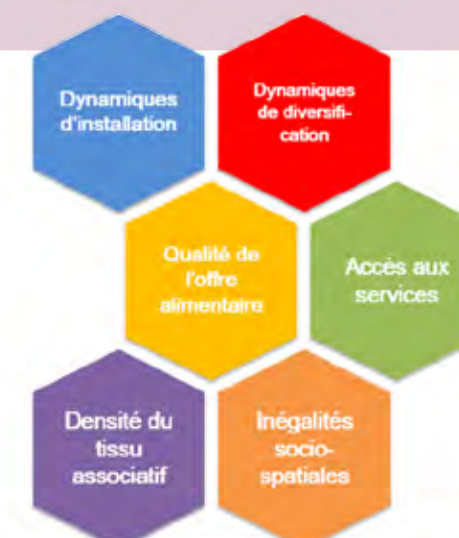 Dynamiques
d'installation
Dynamiques
de diversifi-
cation
Qualité de
l'offre
alimentaire
Accès aux
services
Densité du
tissu
associatif
Inégalités
socio-
spatiales